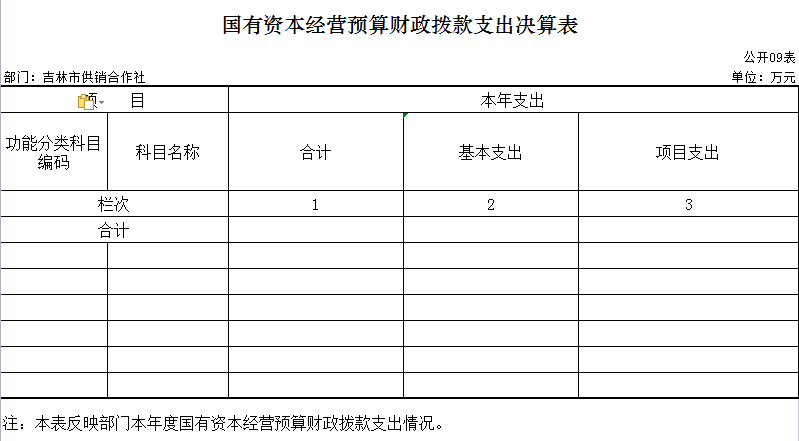 国有资本经营预算财政拨款支出决算表
公开09表
部门：吉林市供销合作社 单位：万元
目 本年支出
功能分类科目
编码 科目名称 合计 基本支出 项目支出
栏次 1 2 3
合计
注：本表反映部门本年度国有资本经营预算财政拨款支出情况。